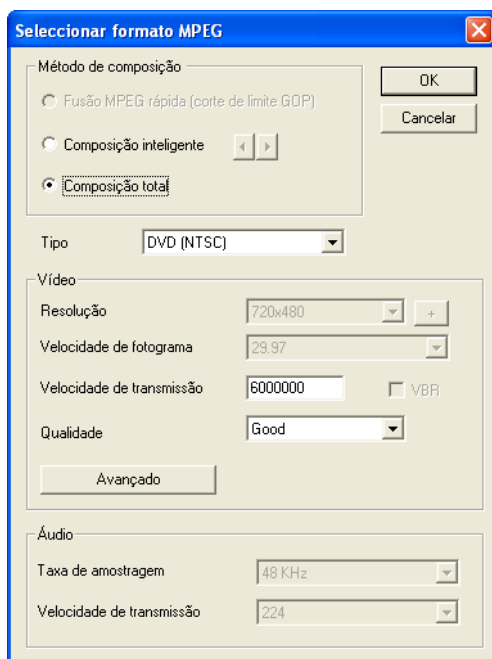 Seleccionar formato MPEG
Método de composição
OK
Fusão MPEG rápida (corte de limite GOP)
Cancelar
Composição inteligente
Composição total
Tipo DVD (NTSC)
Vídeo
Resolução 720x480 +
Velocidade de fotograma 29.97
Velocidade de transmissão 6000000 VBR
Qualidade Good
Avançado
Áudio
Taxa de amostragem 48 KHz
Velocidade de transmissão 224